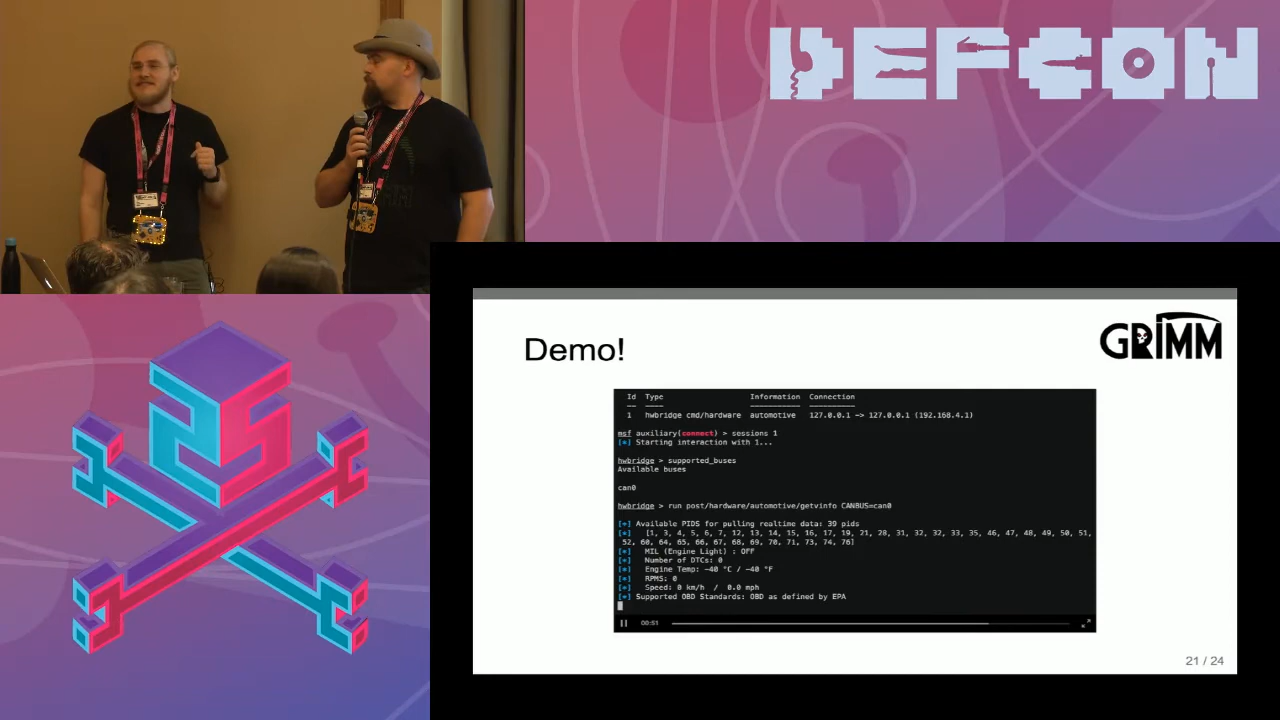 DEFCON
Demo!
GRIMM
Id Type Information Connection
-- ---- ----------- ----------
1 hwbridge cmd/hardware automotive 127.0.0.1 -> 127.0.0.1 (192.168.4.1)
msf auxiliary(connect) > sessions 1
[*] Starting interaction with 1...
hwbridge > supported_buses
Available buses
can0
hwbridge > run post/hardware/automotive/getvinfo CANBUS=can0
[+] Available PIDS for pulling realtime data: 39 pids
[*] [1, 3, 4, 5, 6, 7, 12, 13, 14, 15, 16, 17, 19, 21, 28, 31, 32, 32, 33, 35, 46, 47, 48, 49, 50, 51,
52, 60, 64, 65, 66, 67, 68, 69, 70, 71, 73, 74, 76]
[*] MIL (Engine Light) : OFF
[*] Number of DTCs: 0
[*] Engine Temp: -40 °C / -40 °F
[*] RPMS: 0
[*] Speed: 0 km/h / 0.0 mph
[*] Supported OBD Standards: OBD as defined by EPA
00:51
21 / 24